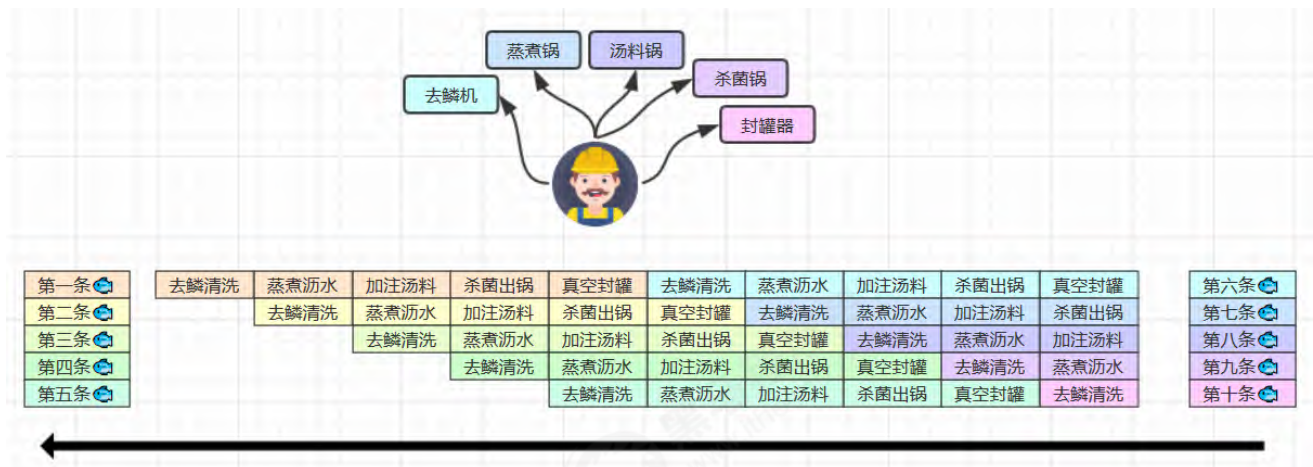 蒸煮锅
汤料锅
杀菌锅
去鳞机
封罐器
第一条 去鳞清洗 蒸煮沥水 加注汤料 杀菌出锅 真空封罐 去鳞清洗 蒸煮沥水 加注汤料 杀菌出锅 真空封罐 第六条
第二条 去鳞清洗 蒸煮沥水 加注汤料 杀菌出锅 真空封罐 去鳞清洗 蒸煮沥水 加注汤料 杀菌出锅 第七条
第三条 去鳞清洗 蒸煮沥水 加注汤料 杀菌出锅 真空封罐 去鳞清洗 蒸煮沥水 加注汤料 第八条
第四条 去鳞清洗 蒸煮沥水 加注汤料 杀菌出锅 真空封罐 去鳞清洗 蒸煮沥水 第九条
第五条 去鳞清洗 蒸煮沥水 加注汤料 杀菌出锅 真空封罐 去鳞清洗 第十条